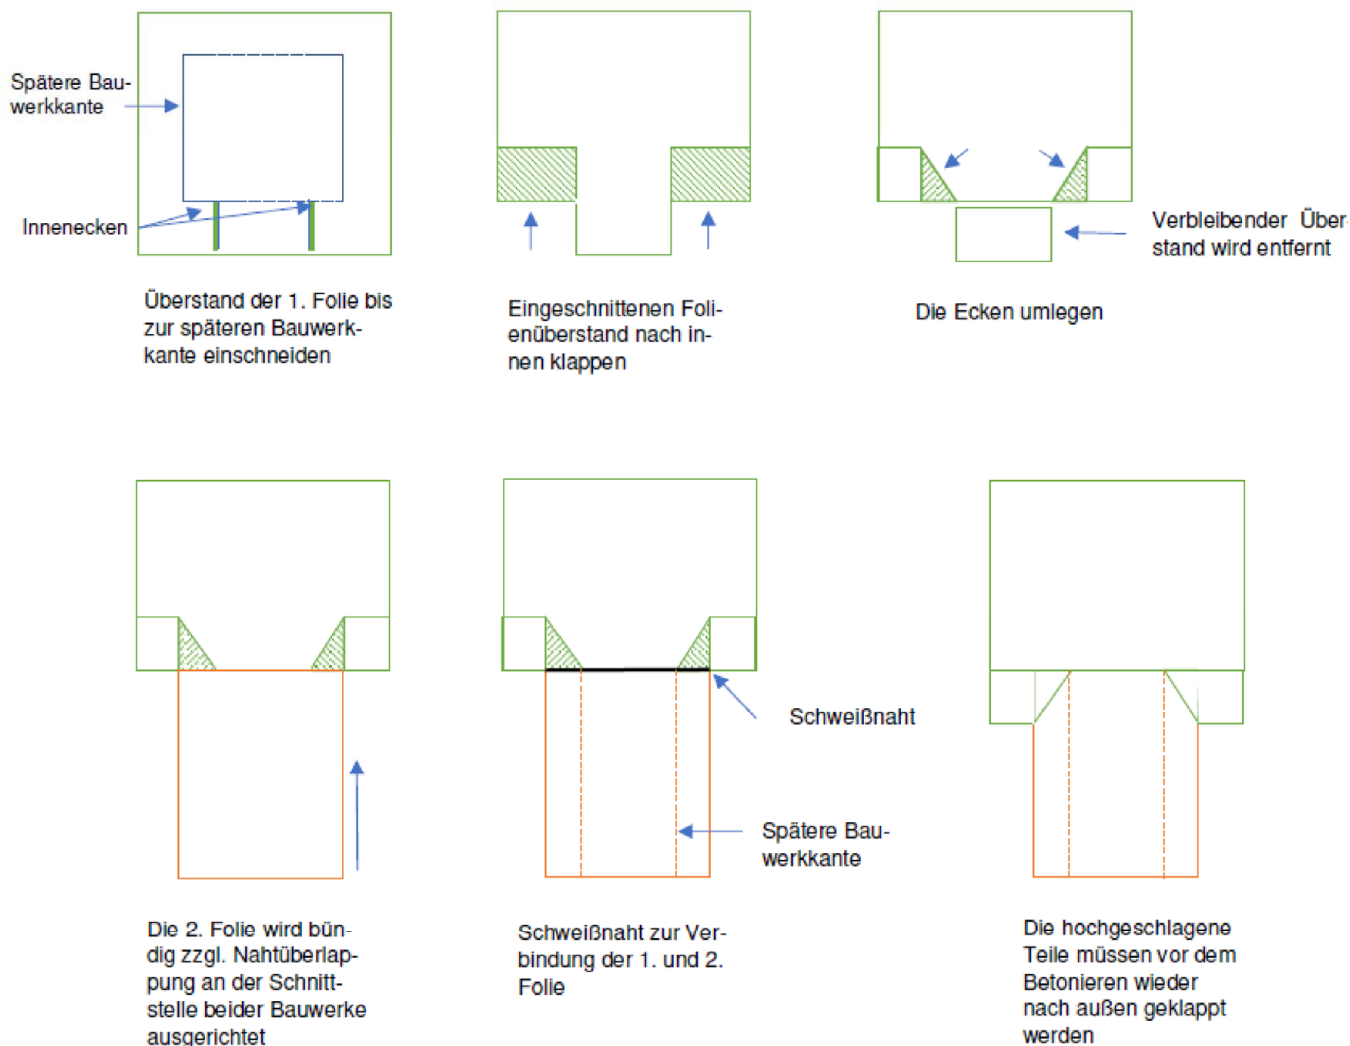 Spätere Bau-
werkkante
Innenecken
Überstand der 1. Folie bis
zur späteren Bauwerk-
kante einschneiden
Eingeschnittenen Foli-
enüberstand nach in-
nen klappen
Verbleibender Über-
stand wird entfernt
Die Ecken umlegen
Die 2. Folie wird bün-
dig zzgl. Nahtüberlap-
pung an der Schnitt-
stelle beider Bauwerke
ausgerichtet
Schweißnaht
Spätere Bau-
werkkante
Schweißnaht zur Ver-
bindung der 1. und 2.
Folie
Die hochgeschlagene
Teile müssen vor dem
Betonieren wieder
nach außen geklappt
werden